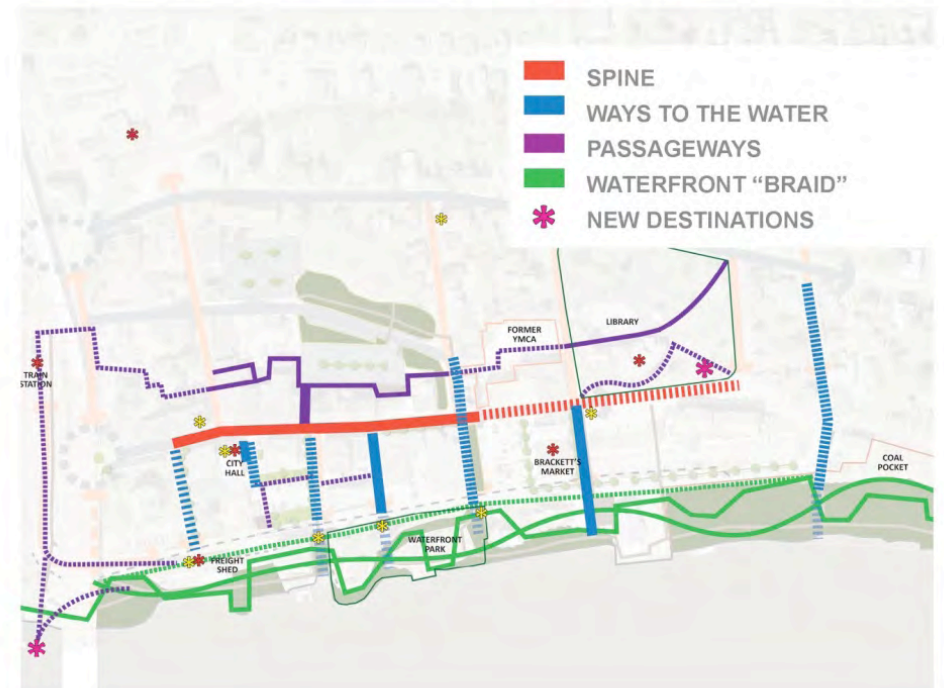 SPINE
WAYS TO THE WATER
PASSAGEWAYS
WATERFRONT “BRAID”
NEW DESTINATIONS
FORMER
YMCA
LIBRARY
TRAIN
STATION
CITY
HALL
BRACKETT'S
MARKET
COAL
POCKET
WATERFRONT
PARK
FREIGHT
SHED